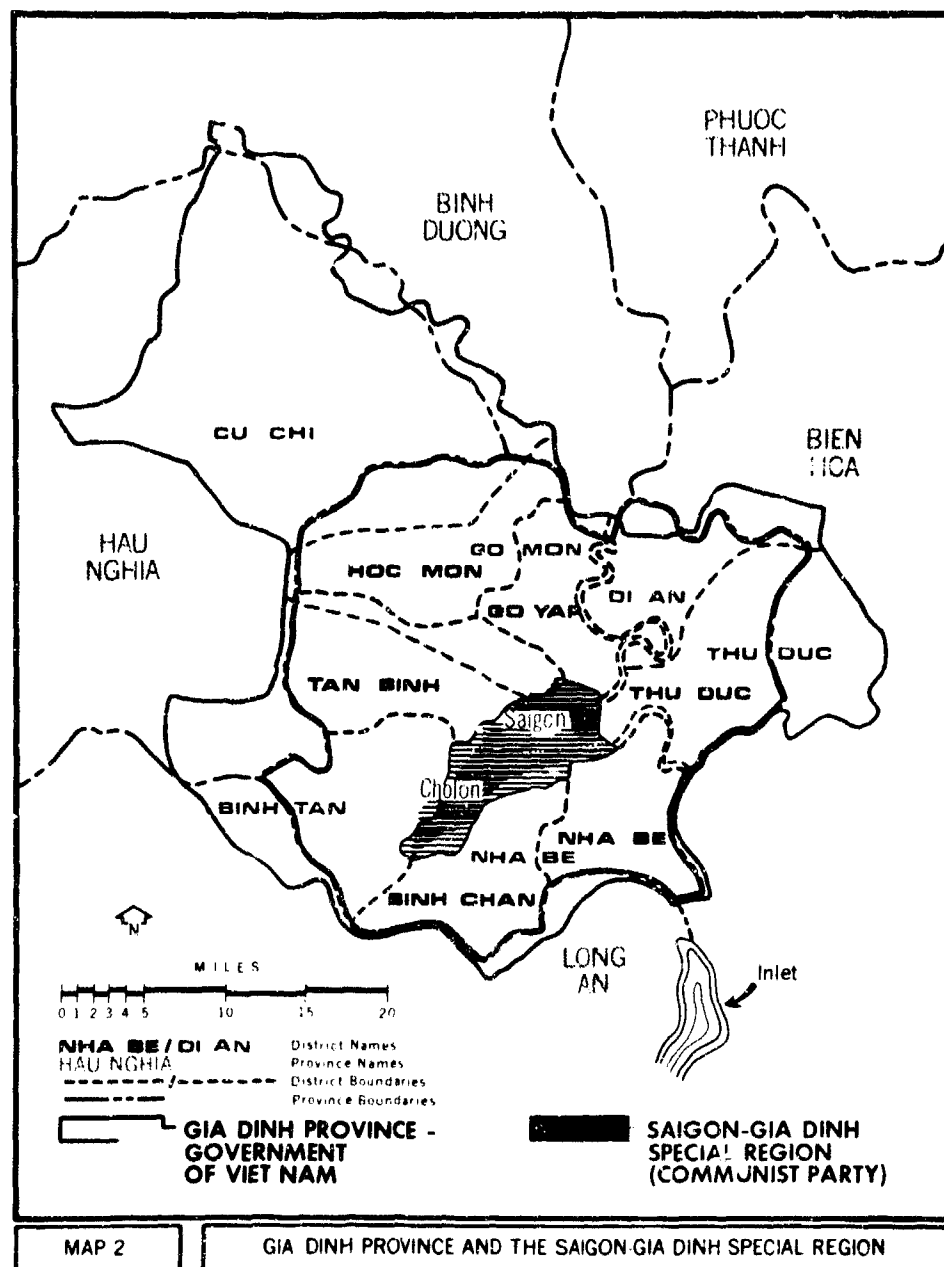 PHUOC
THANH
BINH
DUONG
CU CHI
BIEN
HOA
HAU
NGHIA
GO MON
HOC MON
DI AN
GO VAP
THU DUC
TAN BINH
THU DUC
Saigon
Cholon
BINH TAN
NHA BE
NHA BE
BINH CHAN
N
LONG
AN
Inlet
MILES
0 1 2 3 4 5 10 15 20
NHA BE/DI AN District Names
HAU NGHIA Province Names
District Boundaries
Province Boundaries
GIA DINH PROVINCE -
GOVERNMENT
OF VIET NAM
SAIGON-GIA DINH
SPECIAL REGION
(COMMUNIST PARTY)
MAP 2
GIA DINH PROVINCE AND THE SAIGON-GIA DINH SPECIAL REGION